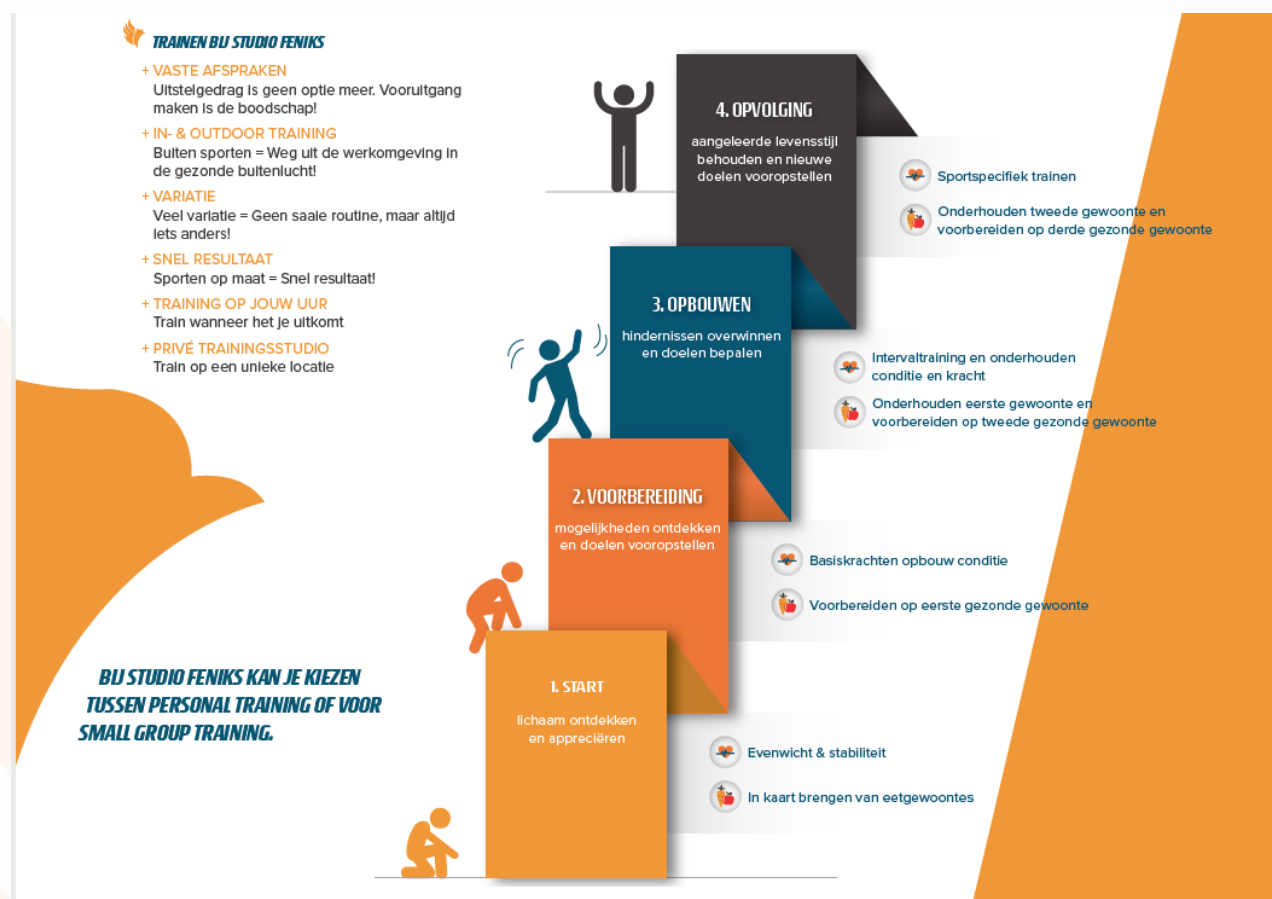 TRAINEN BIJ STUDIO FENIKS
+ VASTE AFSPRAKEN
Uitstelgedrag is geen optie meer. Vooruitgang
maken is de boodschap!
+ IN- & OUTDOOR TRAINING
Buiten sporten = Weg uit de werkomgeving in
de gezonde buitenlucht!
+ VARIATIE
Veel variatie = Geen saaie routine, maar altijd
iets anders!
+ SNEL RESULTAAT
Sporten op maat = Snel resultaat!
+ TRAINING OP JOUW UUR
Train wanneer het je uitkomt
+ PRIVÉ TRAININGSSTUDIO
Train op een unieke locatie
BIJ STUDIO FENIKS KAN JE KIEZEN
TUSSEN PERSONAL TRAINING OF VOOR
SMALL GROUP TRAINING.
4. OPVOLGING
aangeleerde levensstijl
behouden en nieuwe
doelen vooropstellen
Sportspecifiek trainen
Onderhouden tweede gewoonte en
voorbereiden op derde gezonde gewoonte
3. OPBOUWEN
hindernissen overwinnen
en doelen bepalen
Intervaltraining en onderhouden
conditie en kracht
Onderhouden eerste gewoonte en
voorbereiden op tweede gezonde gewoonte
2. VOORBEREIDING
mogelijkheden ontdekken
en doelen vooropstellen
Basiskrachten opbouw conditie
Voorbereiden op eerste gezonde gewoonte
1. START
lichaam ontdekken
en appreciëren
Evenwicht & stabiliteit
In kaart brengen van eetgewoontes